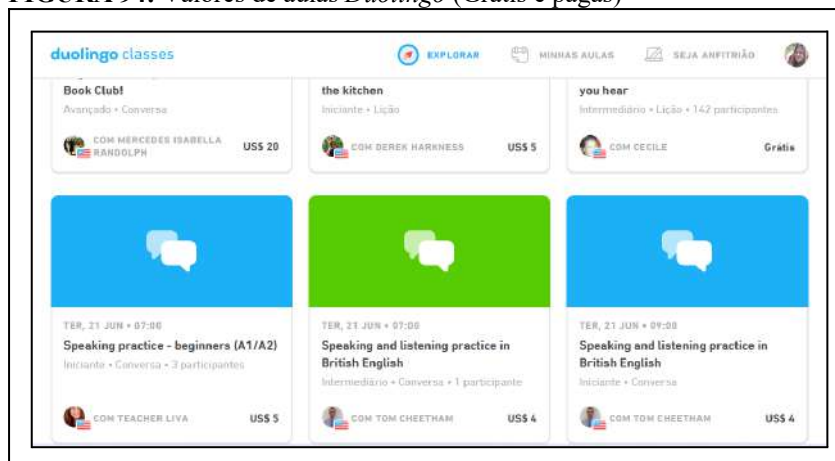 FIGURA 94: Valores de aulas Duolingo (Grátis e pagas)
duolingo classes
EXPLORAR
MINHAS AULAS
SEJA ANFITRIÃO
Book Club!
Avançado • Conversa
COM MERCEDES ISABELLA
RANDOLPH
US$ 20
the kitchen
Iniciante • Lição
COM DEREK HARKNESS
US$ 5
you hear
Intermediário • Lição • 142 participantes
COM CECILE
Grátis
TER, 21 JUN • 07:00
Speaking practice - beginners (A1/A2)
Iniciante • Conversa • 3 participantes
COM TEACHER LIVA
US$ 5
TER, 21 JUN • 07:00
Speaking and listening practice in
British English
Intermediário • Conversa • 1 participante
COM TOM CHEETHAM
US$ 4
TER, 21 JUN • 09:00
Speaking and listening practice in
British English
Iniciante • Conversa
COM TOM CHEETHAM
US$ 4